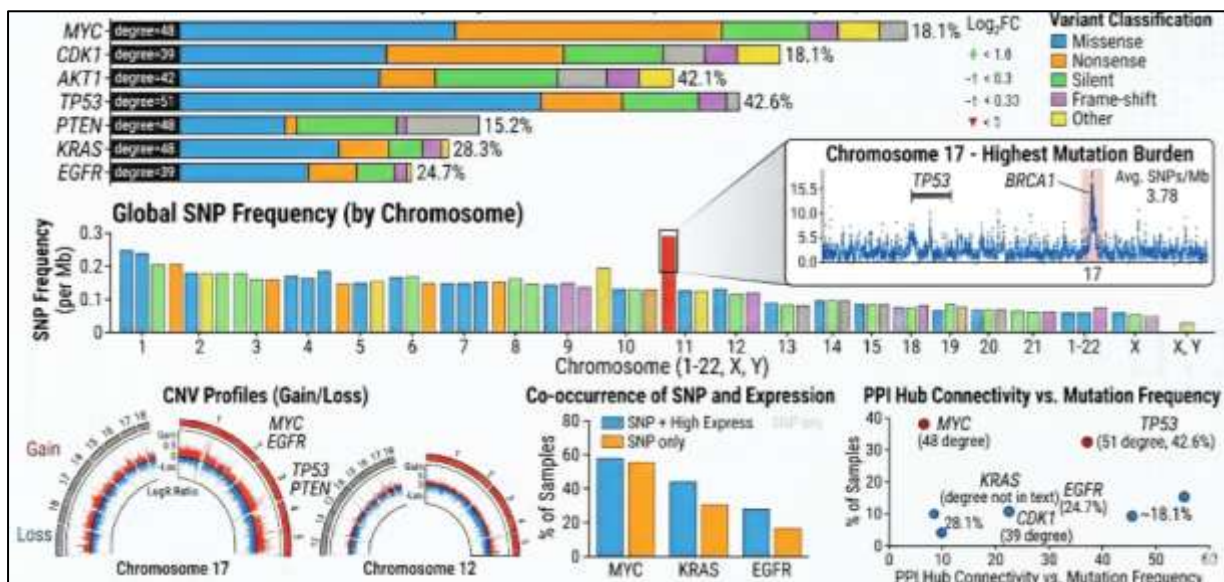 MYC degree=48 18.1%
CDK1 degree=39 18.1%
AKT1 degree=42 42.1%
TP53 degree=51 42.6%
PTEN degree=48 15.2%
KRAS degree=48 28.3%
EGFR degree=39 24.7%
Log₂FC
< 1.6
< 0.3
< 0.33
Variant Classification
Missense
Nonsense
Silent
Frame-shift
Other
Chromosome 17 - Highest Mutation Burden
TP53
BRCA1
Avg. SNPs/Mb
3.78
15.5
10.0
5.5
0.0
17
Global SNP Frequency (by Chromosome)
SNP Frequency
(per Mb)
0.3
0.2
0.1
0
1 2 3 4 5 6 7 8 9 10 11 12 13 14 15 18 19 20 21 1-22 X X, Y
Chromosome (1-22, X, Y)
CNV Profiles (Gain/Loss)
Gain
Loss
MYC
EGFR
TP53
PTEN
Gain
LogR Ratio
Chromosome 17
Gain
Chromosome 12
Co-occurrence of SNP and Expression
% of Samples
80
60
40
20
0
SNP + High Express
SNP only
MYC KRAS EGFR
PPI Hub Connectivity vs. Mutation Frequency
% of Samples
40
30
20
10
0
MYC
(48 degree)
TP53
(51 degree, 42.6%)
KRAS
(degree not in text)
EGFR
(24.7%)
28.1%
CDK1
(39 degree)
~18.1%
0 10 20 30 40 50
PPI Hub Connectivity vs. Mutation Frequency